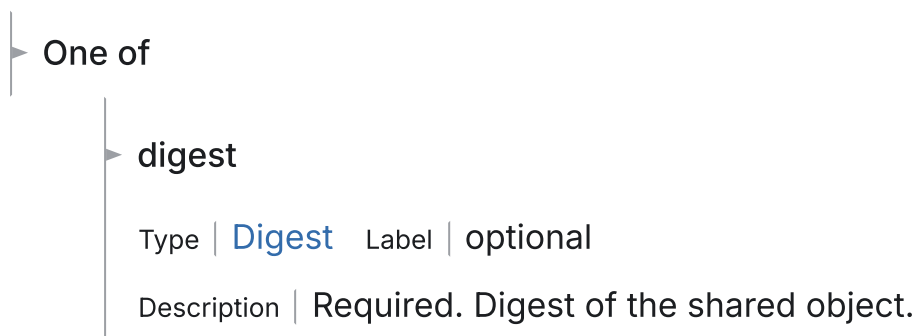 One of
digest
Type Digest Label optional
Description Required. Digest of the shared object.